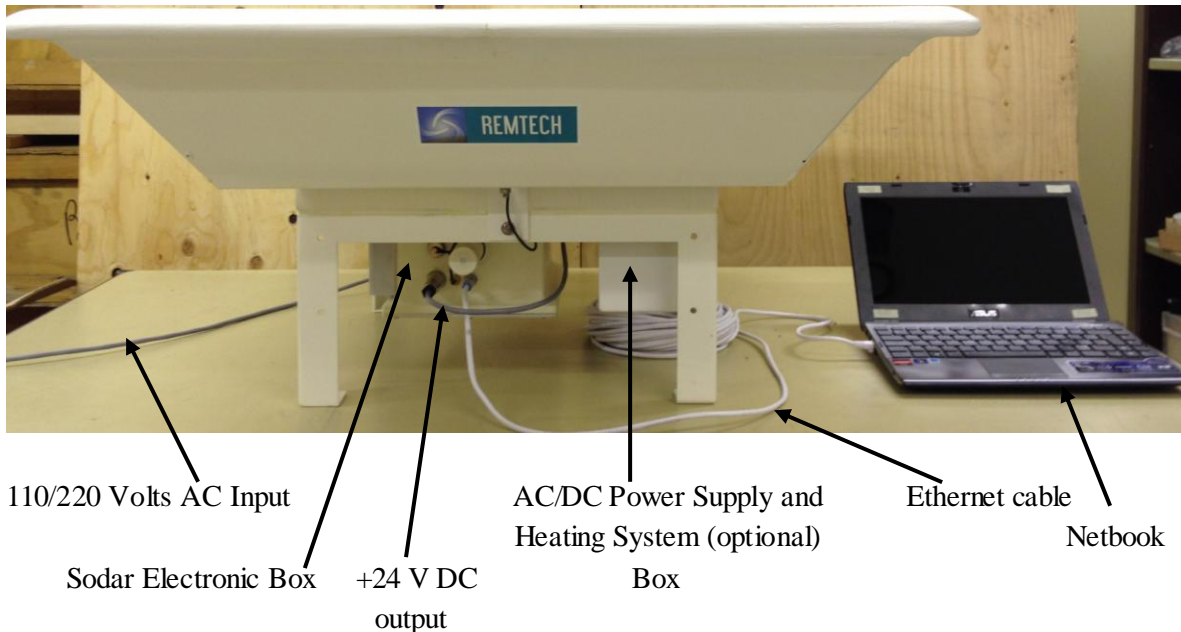 REMTECH
ASUS
110/220 Volts AC Input
AC/DC Power Supply and
Heating System (optional)
Box
Ethernet cable
Netbook
Sodar Electronic Box
+24 V DC
output